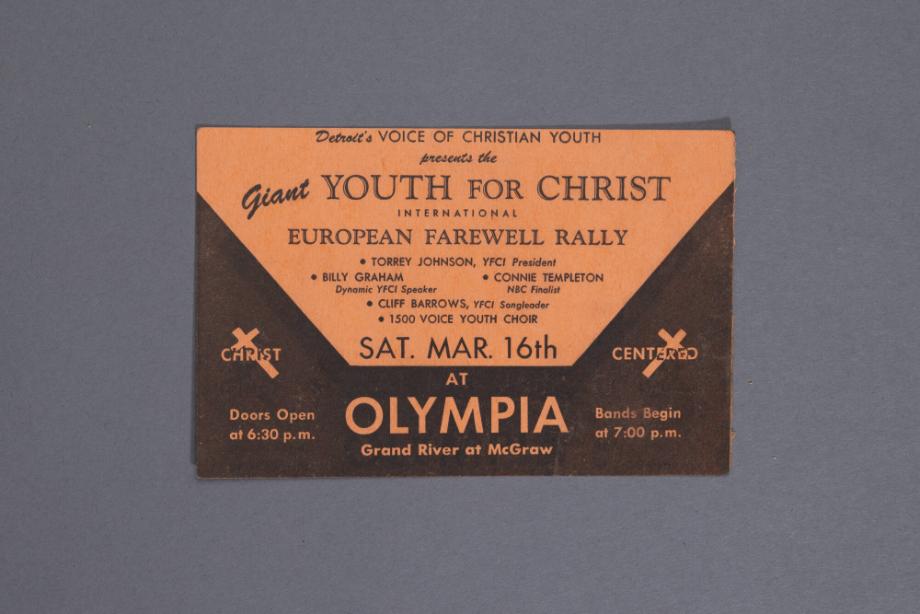 Detroit's VOICE OF CHRISTIAN YOUTH
presents the
Giant YOUTH FOR CHRIST
INTERNATIONAL
EUROPEAN FAREWELL RALLY
• TORREY JOHNSON, YFCI President
• BILLY GRAHAM • CONNIE TEMPLETON
Dynamic YFCI Speaker NBC Finalist
• CLIFF BARROWS, YFCI Songleader
• 1500 VOICE YOUTH CHOIR
SAT. MAR. 16th
CHRIST CENTERED
AT
OLYMPIA
Grand River at McGraw
Doors Open
at 6:30 p.m.
Bands Begin
at 7:00 p.m.